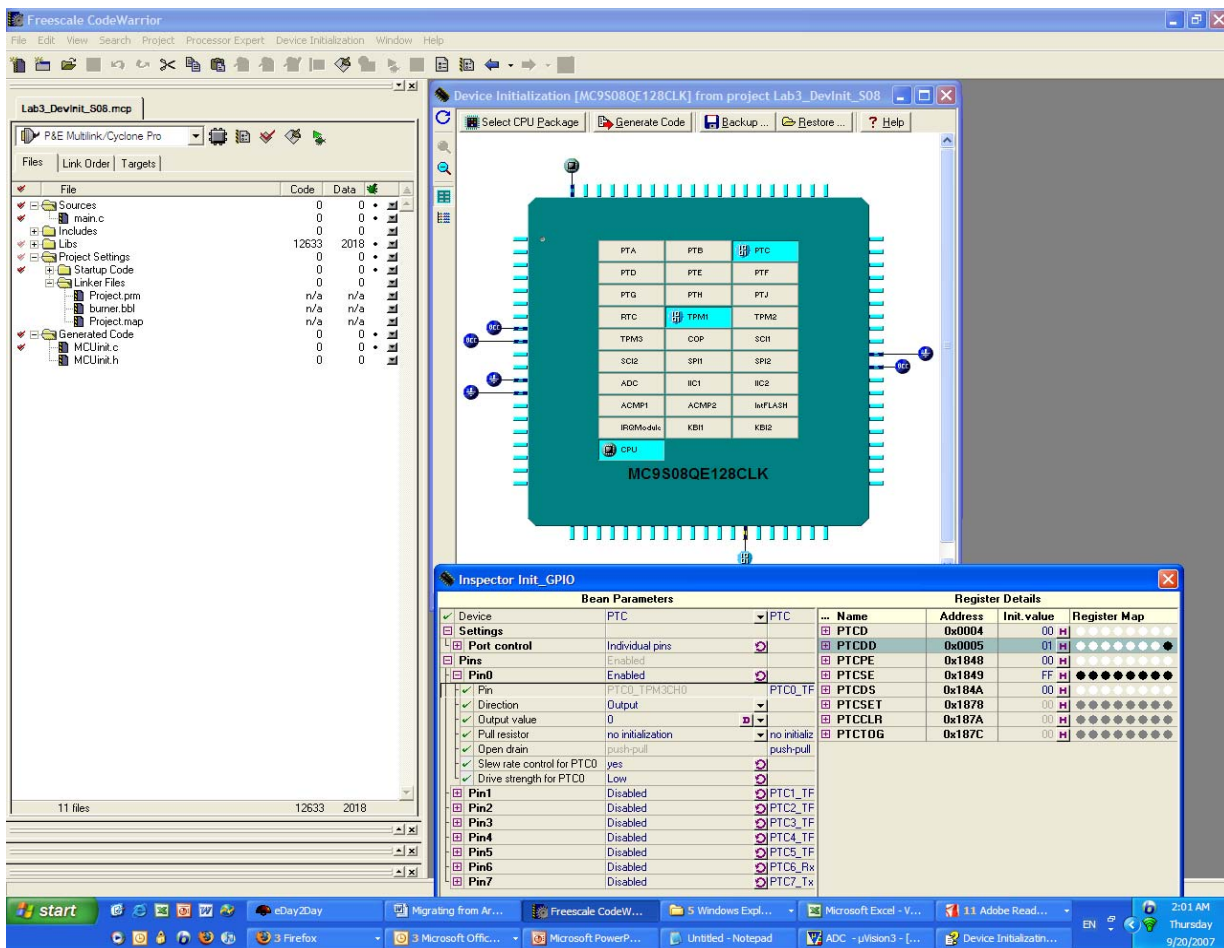 Freescale CodeWarrior
File Edit View Search Project Processor Expert Device Initialization Window Help
Lab3_DevInit_S08.mcp
P&E Multilink/Cyclone Pro
Files Link Order Targets
File Code Data
Sources 0 0
main.c 0 0
Includes 0 0
Libs 12633 2018
Project Settings 0 0
Startup Code 0 0
Linker Files 0 0
Project.prm n/a n/a
burner.bbl n/a n/a
Project.map n/a n/a
Generated Code 0 0
MCUinit.c 0 0
MCUinit.h 0 0
11 files 12633 2018
Device Initialization [MC9S08QE128CLK] from project Lab3_DevInit_S08
Select CPU Package Generate Code Backup ... Restore ... ? Help
PTA PTB PTC
PTD PTE PTF
PTG PTH PTJ
RTC TPM1 TPM2
TPM3 COP SCI1
SCI2 SPI1 SPI2
ADC IIC1 IIC2
ACMP1 ACMP2 IntFLASH
IRQModule KBI1 KBI2
CPU
MC9S08QE128CLK
Inspector Init_GPIO
Bean Parameters Register Details
Device PTC PTC
Settings
Port control Individual pins
Pins Enabled
Pin0 Enabled
Pin PTC0_TPM3CH0 PTC0_TF
Direction Output
Output value 0 D
Pull resistor no initialization no initializ
Open drain push-pull push-pull
Slew rate control for PTC0 yes
Drive strength for PTC0 Low
Pin1 Disabled PTC1_TF
Pin2 Disabled PTC2_TF
Pin3 Disabled PTC3_TF
Pin4 Disabled PTC4_TF
Pin5 Disabled PTC5_TF
Pin6 Disabled PTC6_Rx
Pin7 Disabled PTC7_Tx
... Name Address Init.value Register Map
PTCD 0x0004 00 H
PTCDD 0x0005 01 H
PTCPE 0x1848 00 H
PTCSE 0x1849 FF H
PTCDS 0x184A 00 H
PTCSET 0x1878 00 H
PTCCLR 0x187A 00 H
PTCTOG 0x187C 00 H
start eDay2Day Migrating from Ar... Freescale CodeW... 5 Windows Expl... Microsoft Excel - V... 11 Adobe Read... 2:01 AM
EN Thursday
3 Firefox 3 Microsoft Offic... Microsoft PowerP... Untitled - Notepad ADC - µVision3 - [... Device Initializatin... 9/20/2007